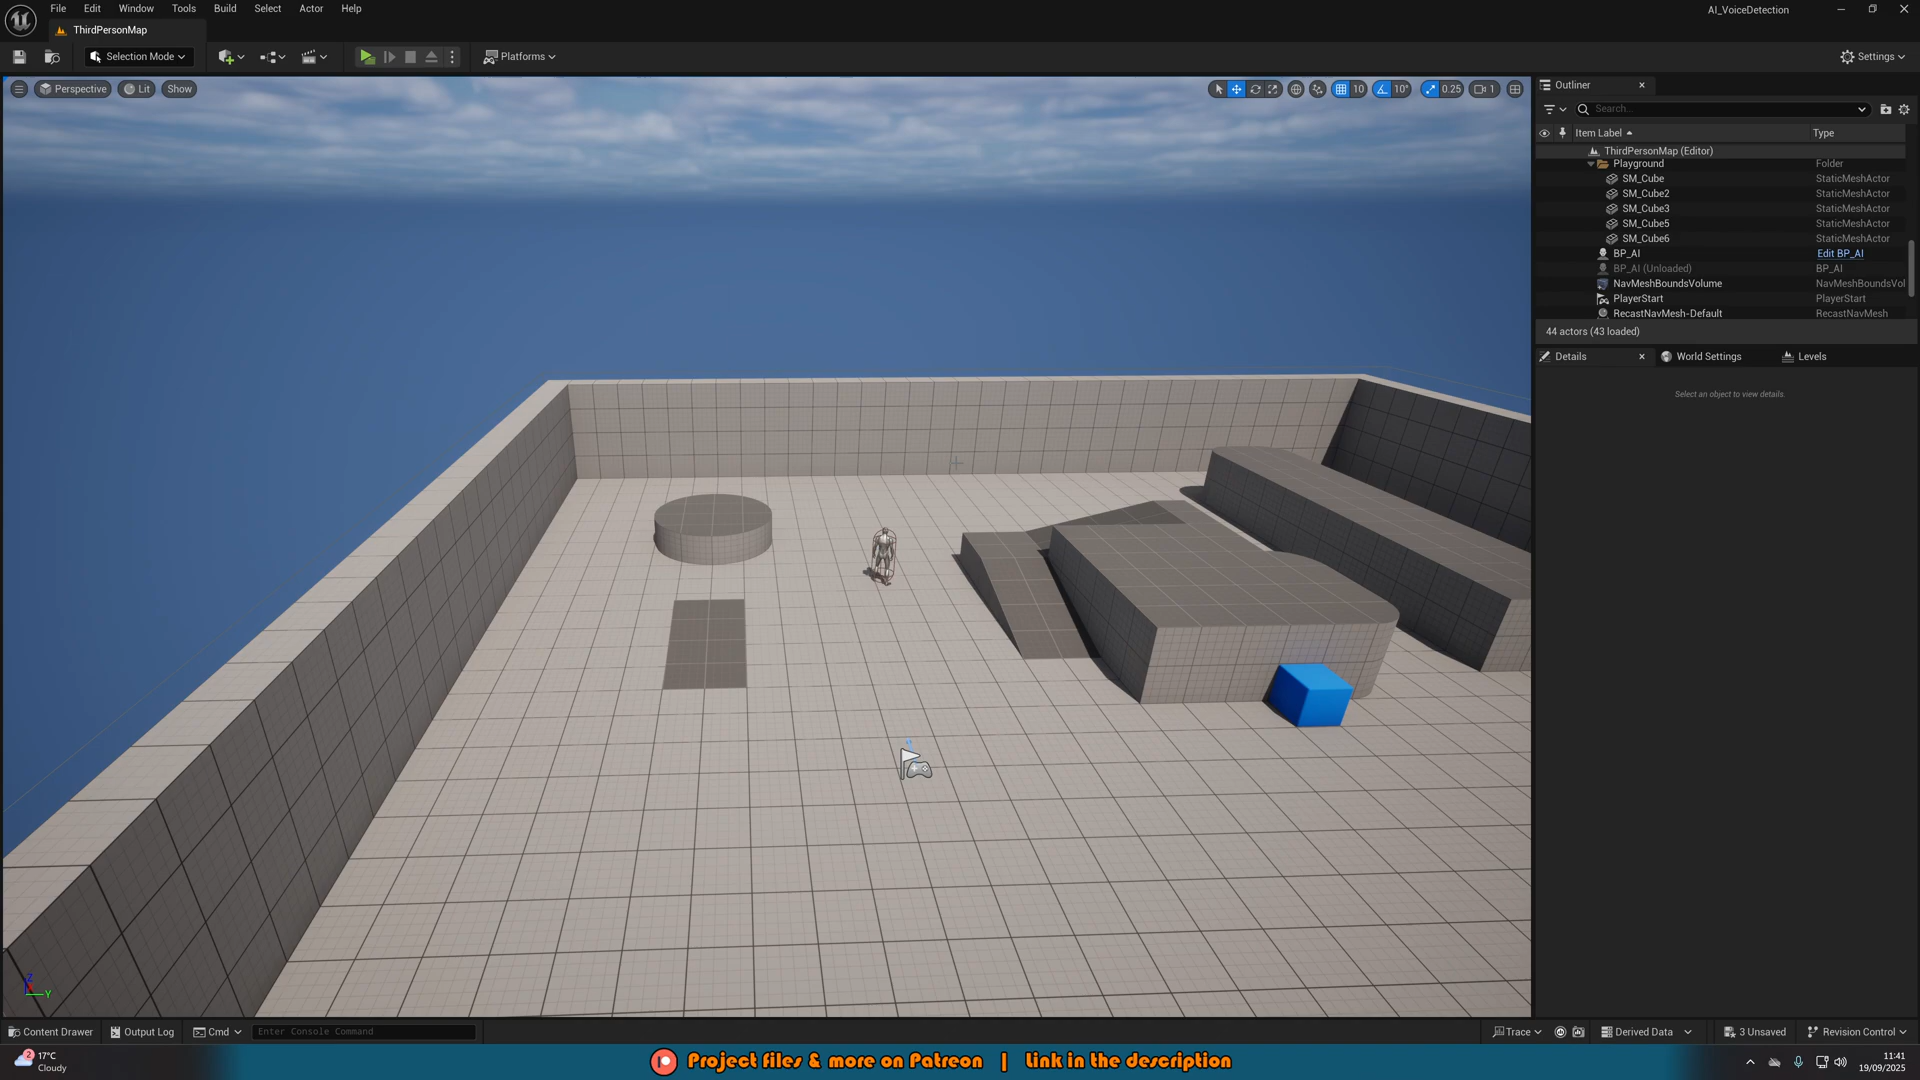 File Edit Window Tools Build Select Actor Help
AI_VoiceDetection
ThirdPersonMap
Selection Mode
Platforms
Settings
Perspective
Lit
Show
10
10°
0.25
1
Outliner
Search...
Item Label
Type
ThirdPersonMap (Editor)
Playground Folder
SM_Cube StaticMeshActor
SM_Cube2 StaticMeshActor
SM_Cube3 StaticMeshActor
SM_Cube5 StaticMeshActor
SM_Cube6 StaticMeshActor
BP_AI Edit BP_AI
BP_AI (Unloaded) BP_AI
NavMeshBoundsVolume NavMeshBoundsVol
PlayerStart PlayerStart
RecastNavMesh-Default RecastNavMesh
44 actors (43 loaded)
Details
World Settings
Levels
Select an object to view details.
Z
Y
Content Drawer
Output Log
Cmd
Enter Console Command
Trace
Derived Data
3 Unsaved
Revision Control
2
17°C
Cloudy
Project files & more on Patreon | Link in the description
11:41
19/09/2025